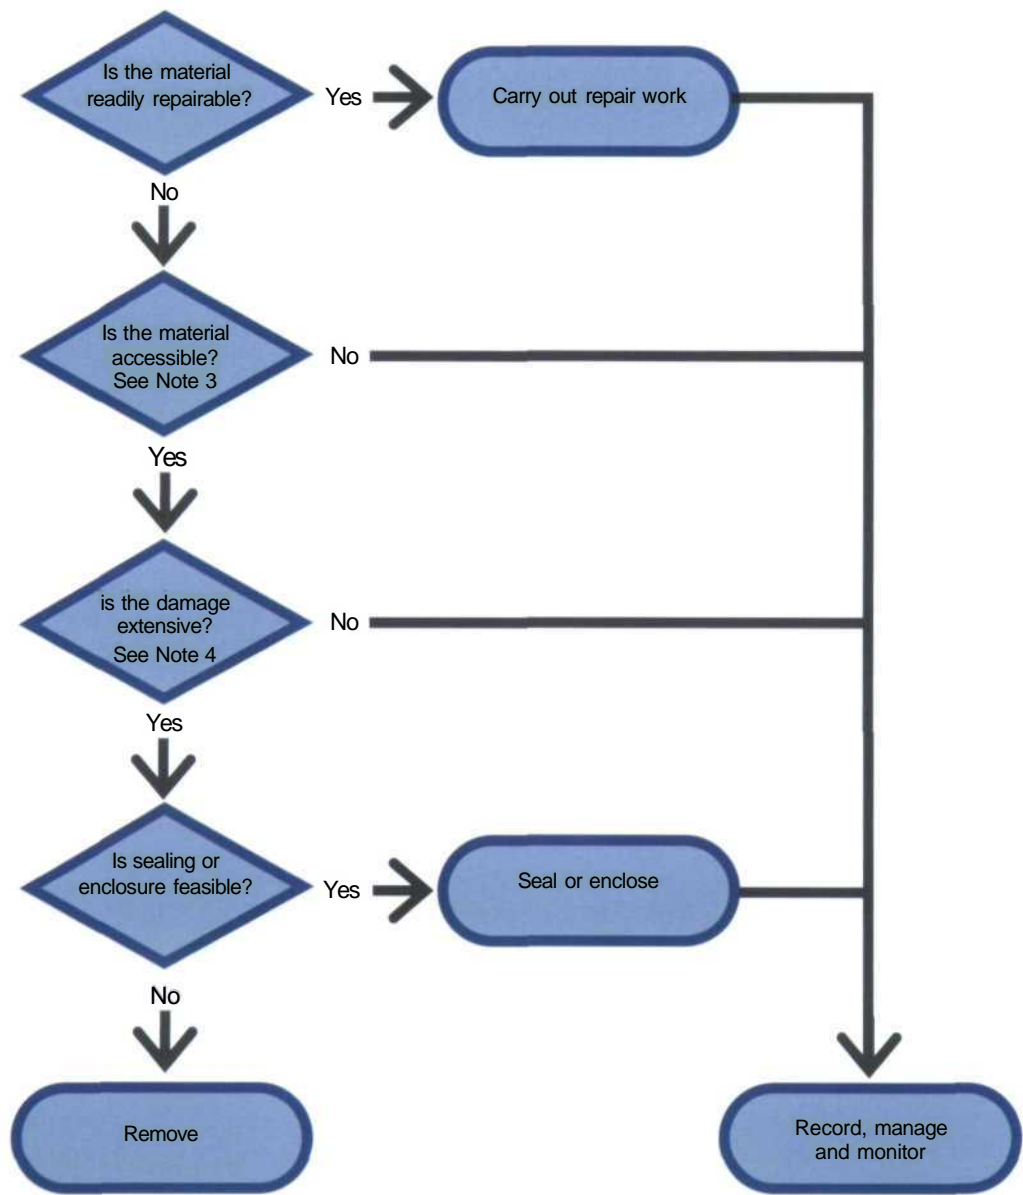 Is the material
readily repairable?
Yes
Carry out repair work
No
Is the material
accessible?
See Note 3
No
Yes
is the damage
extensive?
See Note 4
No
Yes
Is sealing or
enclosure feasible?
Yes
Seal or enclose
No
Remove
Record, manage
and monitor